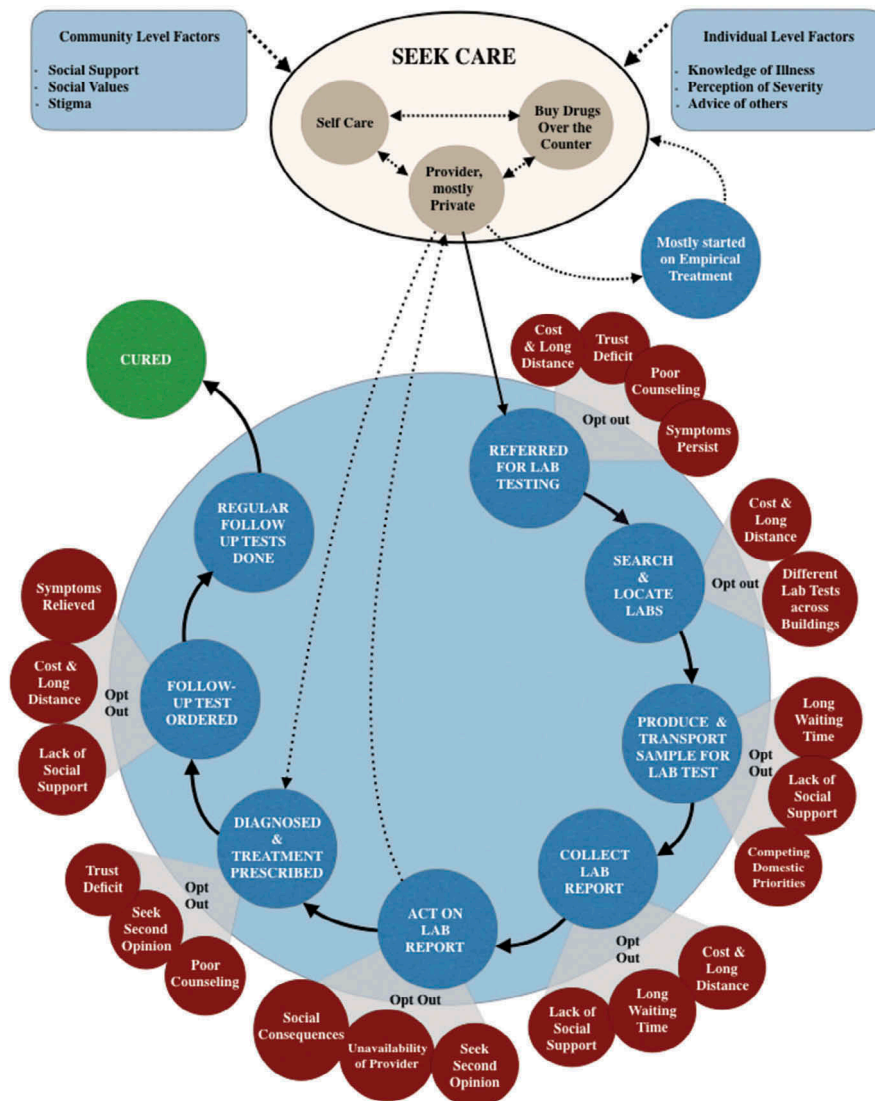 Community Level Factors
· Social Support
· Social Values
· Stigma
SEEK CARE
Self Care
Buy Drugs
Over the
Counter
Provider,
mostly
Private
Individual Level Factors
· Knowledge of Illness
· Perception of Severity
· Advice of others
Mostly started
on Empirical
Treatment
CURED
Cost
& Long
Distance
Trust
Deficit
Poor
Counseling
Symptoms
Persist
Opt out
REFERRED
FOR LAB
TESTING
Cost &
Long
Distance
Different
Lab Tests
across
Buildings
Opt out
SEARCH
&
LOCATE
LABS
Long
Waiting
Time
Lack of
Social
Support
Competing
Domestic
Priorities
Opt
Out
PRODUCE &
TRANSPORT
SAMPLE FOR
LAB TEST
COLLECT
LAB
REPORT
Opt
Out
Cost &
Long
Distance
Long
Waiting
Time
Lack of
Social
Support
ACT ON
LAB
REPORT
Opt Out
Social
Consequences
Unavailability
of Provider
Seek
Second
Opinion
DIAGNOSED
&
TREATMENT
PRESCRIBED
Opt
Out
Trust
Deficit
Seek
Second
Opinion
Poor
Counseling
FOLLOW-
UP TEST
ORDERED
Opt
Out
Symptoms
Relieved
Cost &
Long
Distance
Lack of
Social
Support
REGULAR
FOLLOW
UP TESTS
DONE